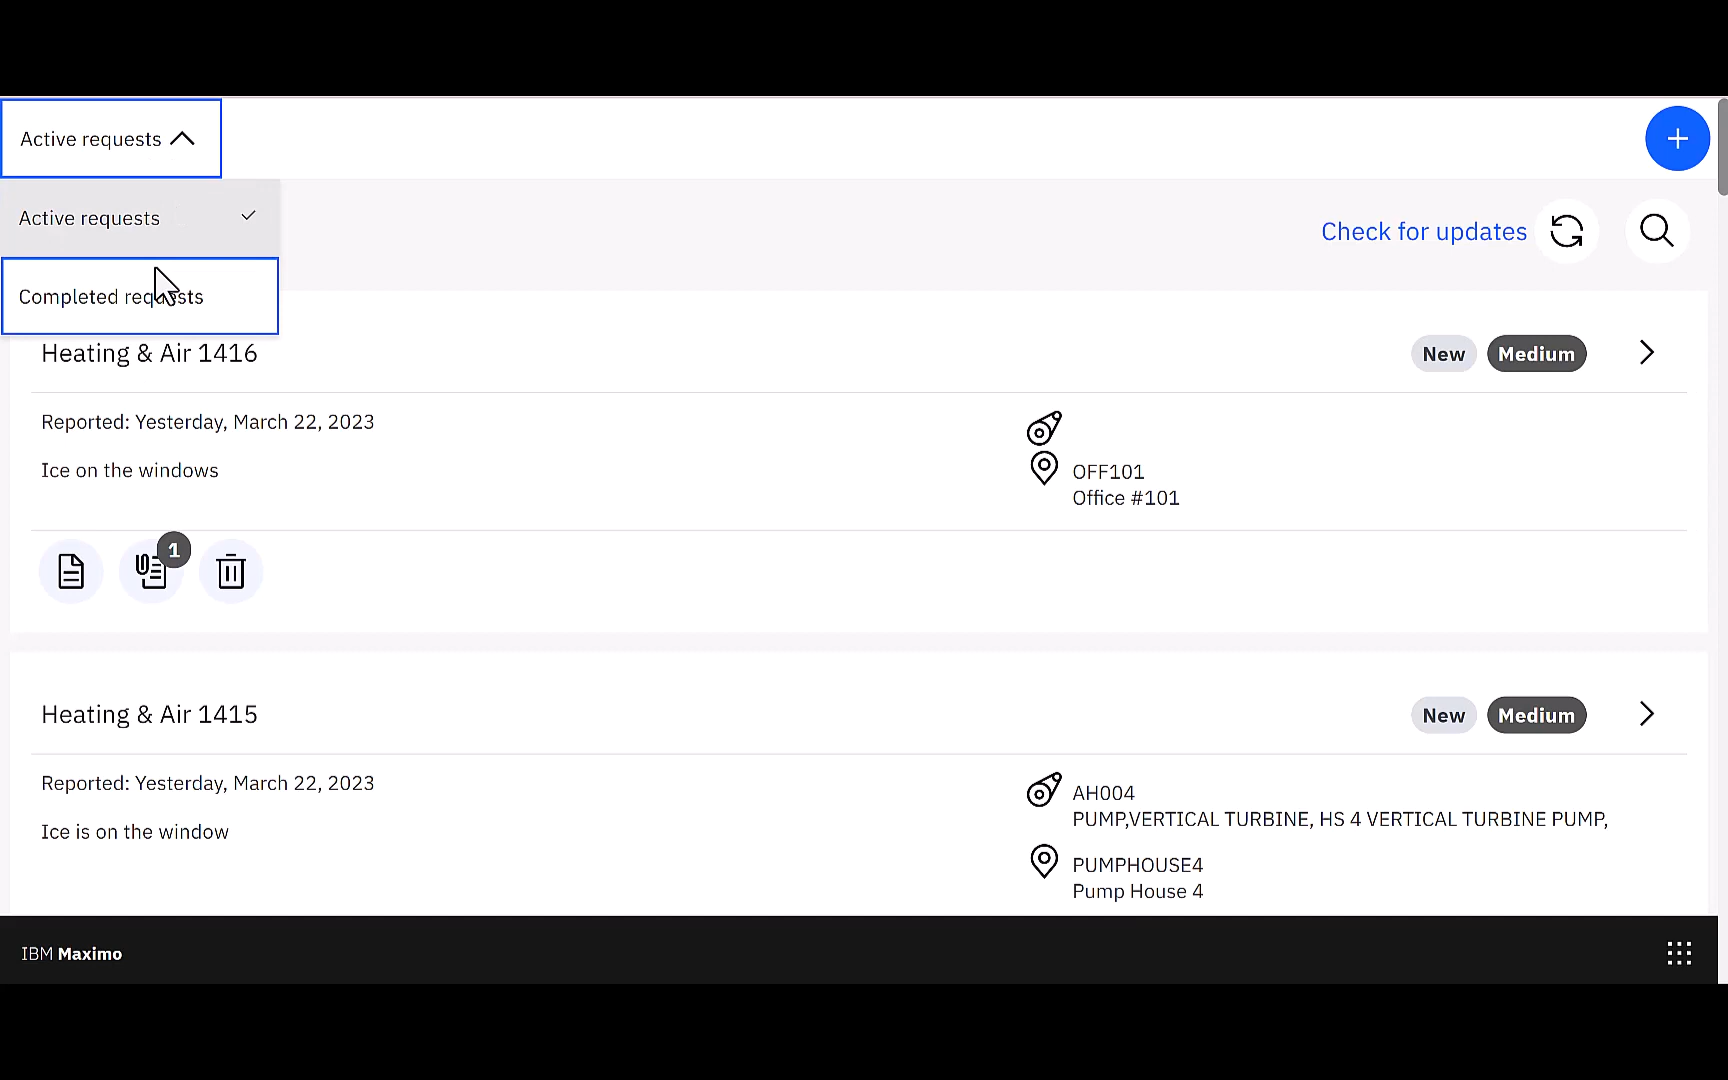 Active requests
Active requests
Completed requests
Check for updates
Heating & Air 1416
New
Medium
Reported: Yesterday, March 22, 2023
Ice on the windows
OFF101
Office #101
1
Heating & Air 1415
New
Medium
Reported: Yesterday, March 22, 2023
Ice is on the window
AH004
PUMP,VERTICAL TURBINE, HS 4 VERTICAL TURBINE PUMP,
PUMPHOUSE4
Pump House 4
IBM Maximo